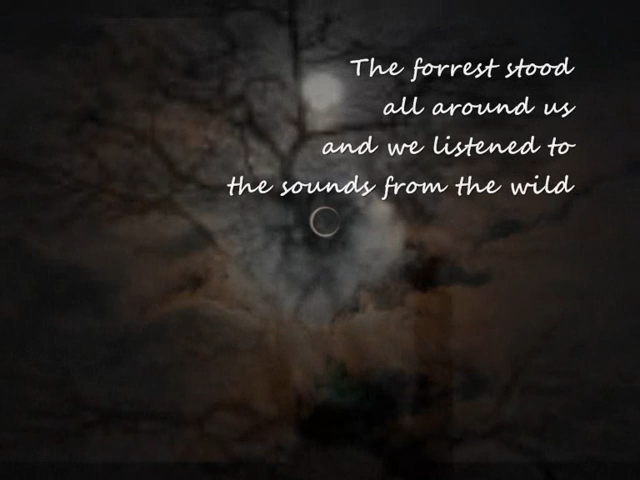 The forrest stood
all around us
and we listened to
the sounds from the wild